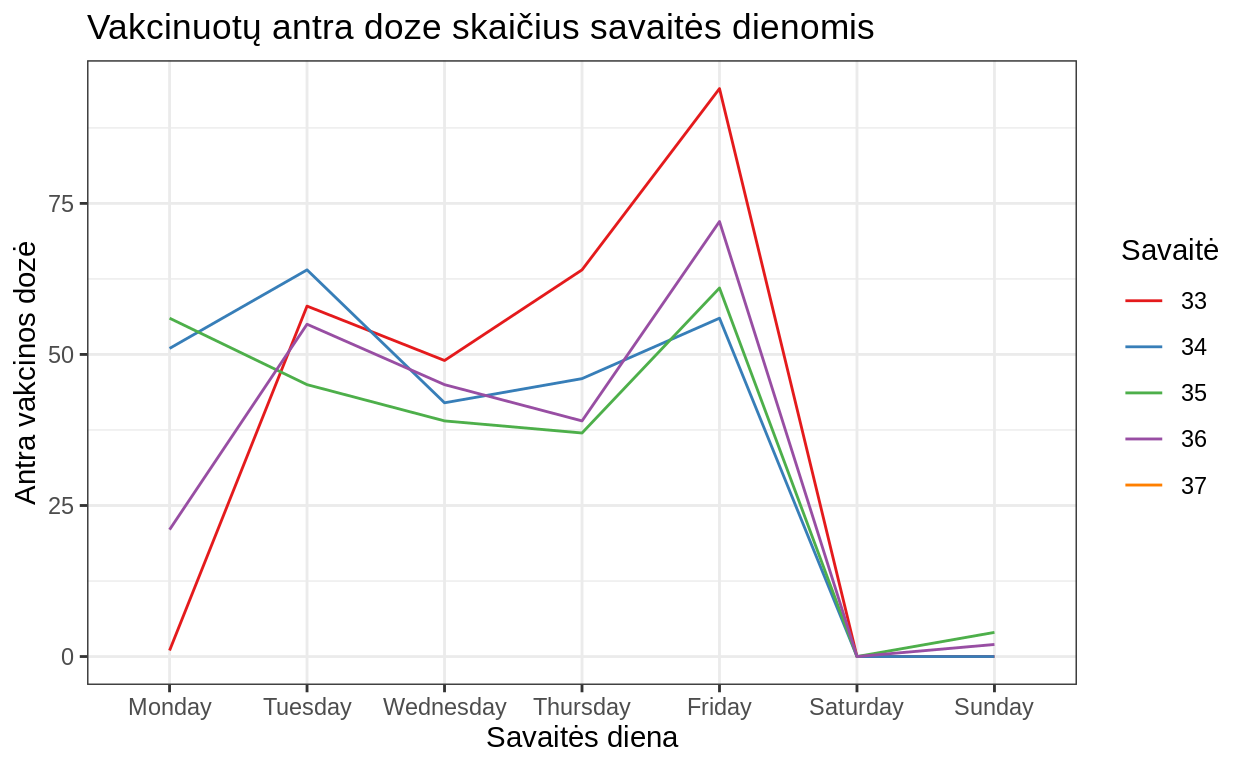 Vakcinuotų antra doze skaičius savaitės dienomis
Antra vakcinos dozė
75
50
25
0
Monday
Tuesday
Wednesday
Thursday
Friday
Saturday
Sunday
Savaitės diena
Savaitė
33
34
35
36
37